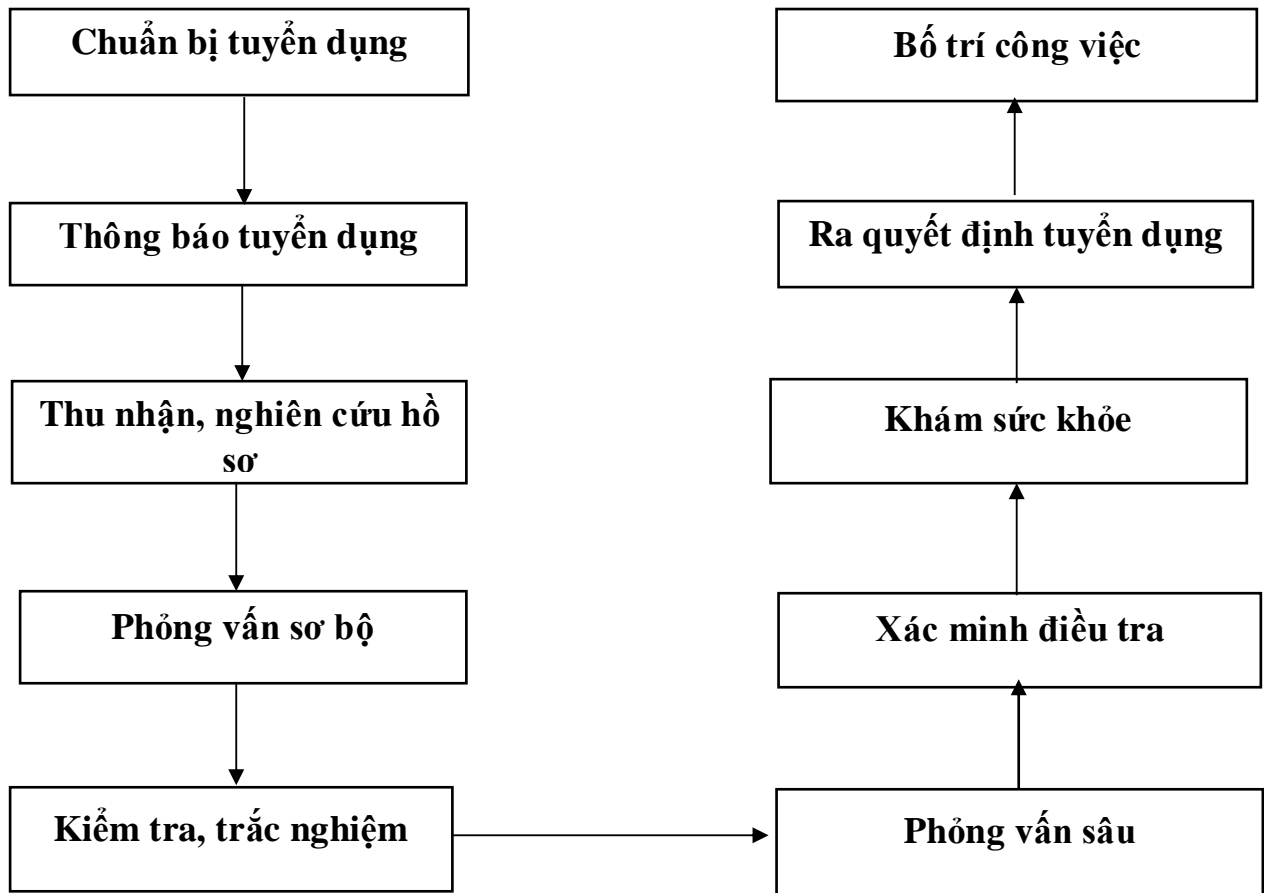 Chuẩn bị tuyển dụng
Thông báo tuyển dụng
Thu nhận, nghiên cứu hồ
sơ
Phỏng vấn sơ bộ
Kiểm tra, trắc nghiệm
Phỏng vấn sâu
Xác minh điều tra
Khám sức khỏe
Ra quyết định tuyển dụng
Bố trí công việc